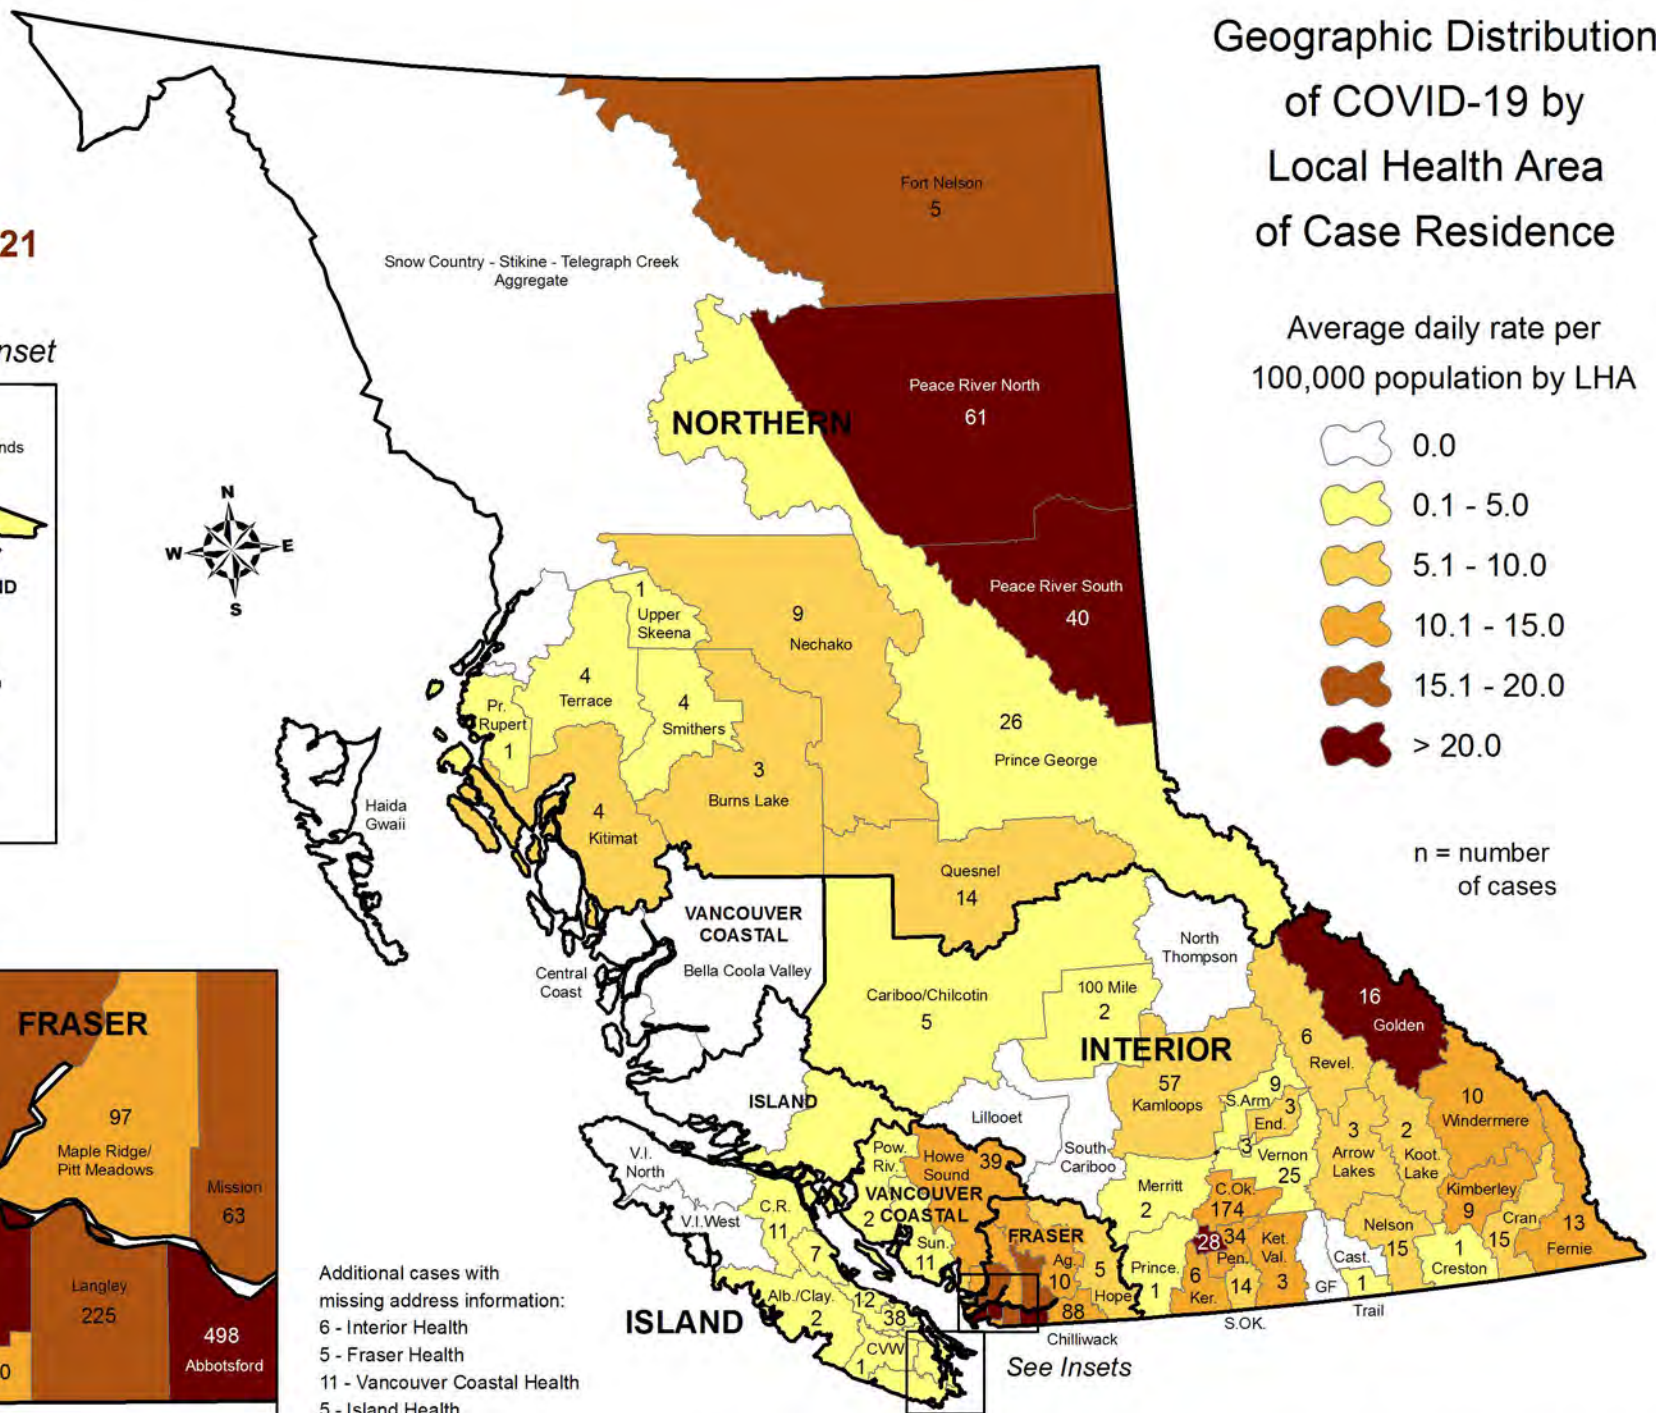 Geographic Distribution
of COVID-19 by
Local Health Area
of Case Residence
Average daily rate per
100,000 population by LHA
0.0
0.1 - 5.0
5.1 - 10.0
10.1 - 15.0
15.1 - 20.0
> 20.0
n = number
of cases
21
nset
nds
ID
N
W
E
S
Fort Nelson
5
Snow Country - Stikine - Telegraph Creek
Aggregate
Peace River North
61
NORTHERN
Peace River South
40
1
Upper
Skeena
9
Nechako
4
Terrace
4
Smithers
Pr.
Rupert
1
26
Prince George
3
Burns Lake
4
Kitimat
Haida
Gwaii
Quesnel
14
VANCOUVER
COASTAL
Bella Coola Valley
Central
Coast
North
Thompson
Cariboo/Chilcotin
5
100 Mile
2
INTERIOR
16
Golden
6
Revel.
57
Kamloops
9
S.Arm
3
End.
3
Vernon
25
10
Windermere
3
Arrow
Lakes
2
Koot.
Lake
ISLAND
Lillooet
South
Cariboo
V.I.
North
V.I.West
Pow.
Riv.
2
Howe
Sound
39
VANCOUVER
COASTAL
Merritt
2
C.Ok.
174
Kimberley
9
C.R.
11
7
Sun.
11
FRASER
Ag.
10
5
Hope
88
Chilliwack
Prince.
1
28
34
Pen.
6
Ker.
14
S.OK.
Ket.
Val.
3
GF
Cast.
1
Trail
Nelson
15
1
Creston
Cran.
15
13
Fernie
Alb./Clay.
2
12
38
CVW
1
ISLAND
See Insets
FRASER
97
Maple Ridge/
Pitt Meadows
Mission
63
Langley
225
498
Abbotsford
0
Additional cases with
missing address information:
6 - Interior Health
5 - Fraser Health
11 - Vancouver Coastal Health
5 - Island Health